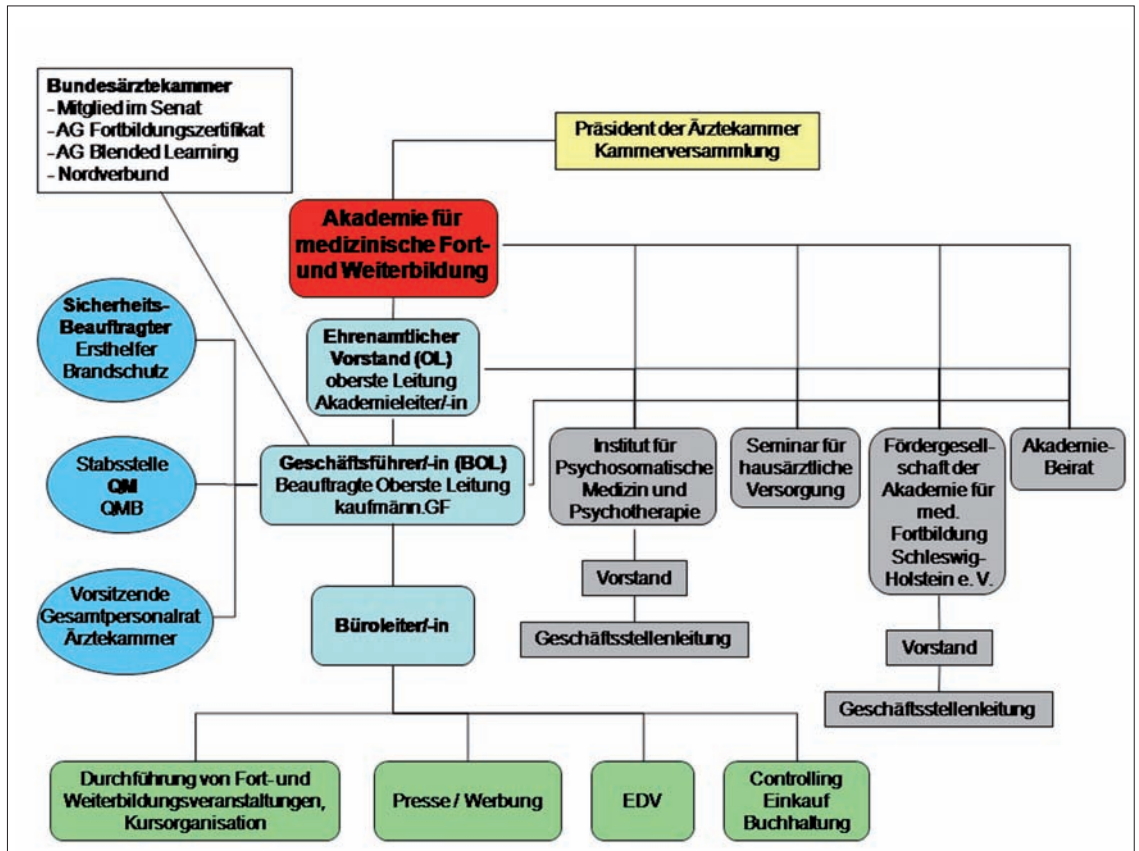 Bundesärztekammer
- Mitglied im Senat
- AG Fortbildungszertifikat
- AG Blended Learning
- Nordverbund
Präsident der Ärztekammer
Kammerversammlung
Akademie für
medizinische Fort-
und Weiterbildung
Sicherheits-
Beauftragter
Ersthelfer
Brandschutz
Ehrenamtlicher
Vorstand (OL)
oberste Leitung
Akademieleiter/-in
Stabsstelle
QM
QMB
Geschäftsführer/-in (BOL)
Beauftragte Oberste Leitung
kaufmänn.GF
Institut für
Psychosomatische
Medizin und
Psychotherapie
Seminar für
hausärztliche
Versorgung
Fördergesell-
schaft der
Akademie für
med.
Fortbildung
Schleswig-
Holstein e. V.
Akademie-
Beirat
Vorsitzende
Gesamtpersonalrat
Ärztekammer
Büroleiter/-in
Vorstand
Geschäftsstellenleitung
Vorstand
Geschäftsstellenleitung
Durchführung von Fort- und
Weiterbildungsveranstaltungen,
Kursorganisation
Presse / Werbung
EDV
Controlling
Einkauf
Buchhaltung